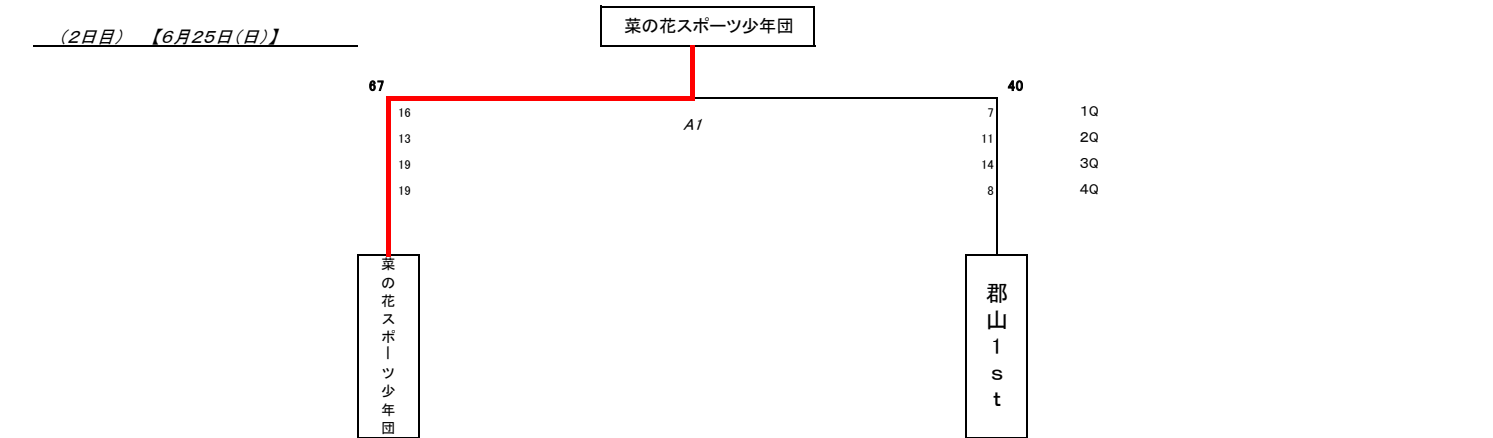 (2日目) 【6月25日(日)】
菜の花スポーツ少年団
67 40
16 7 1Q
A1
13 11 2Q
19 14 3Q
19 8 4Q
菜の花スポーツ少年団
郡山1st